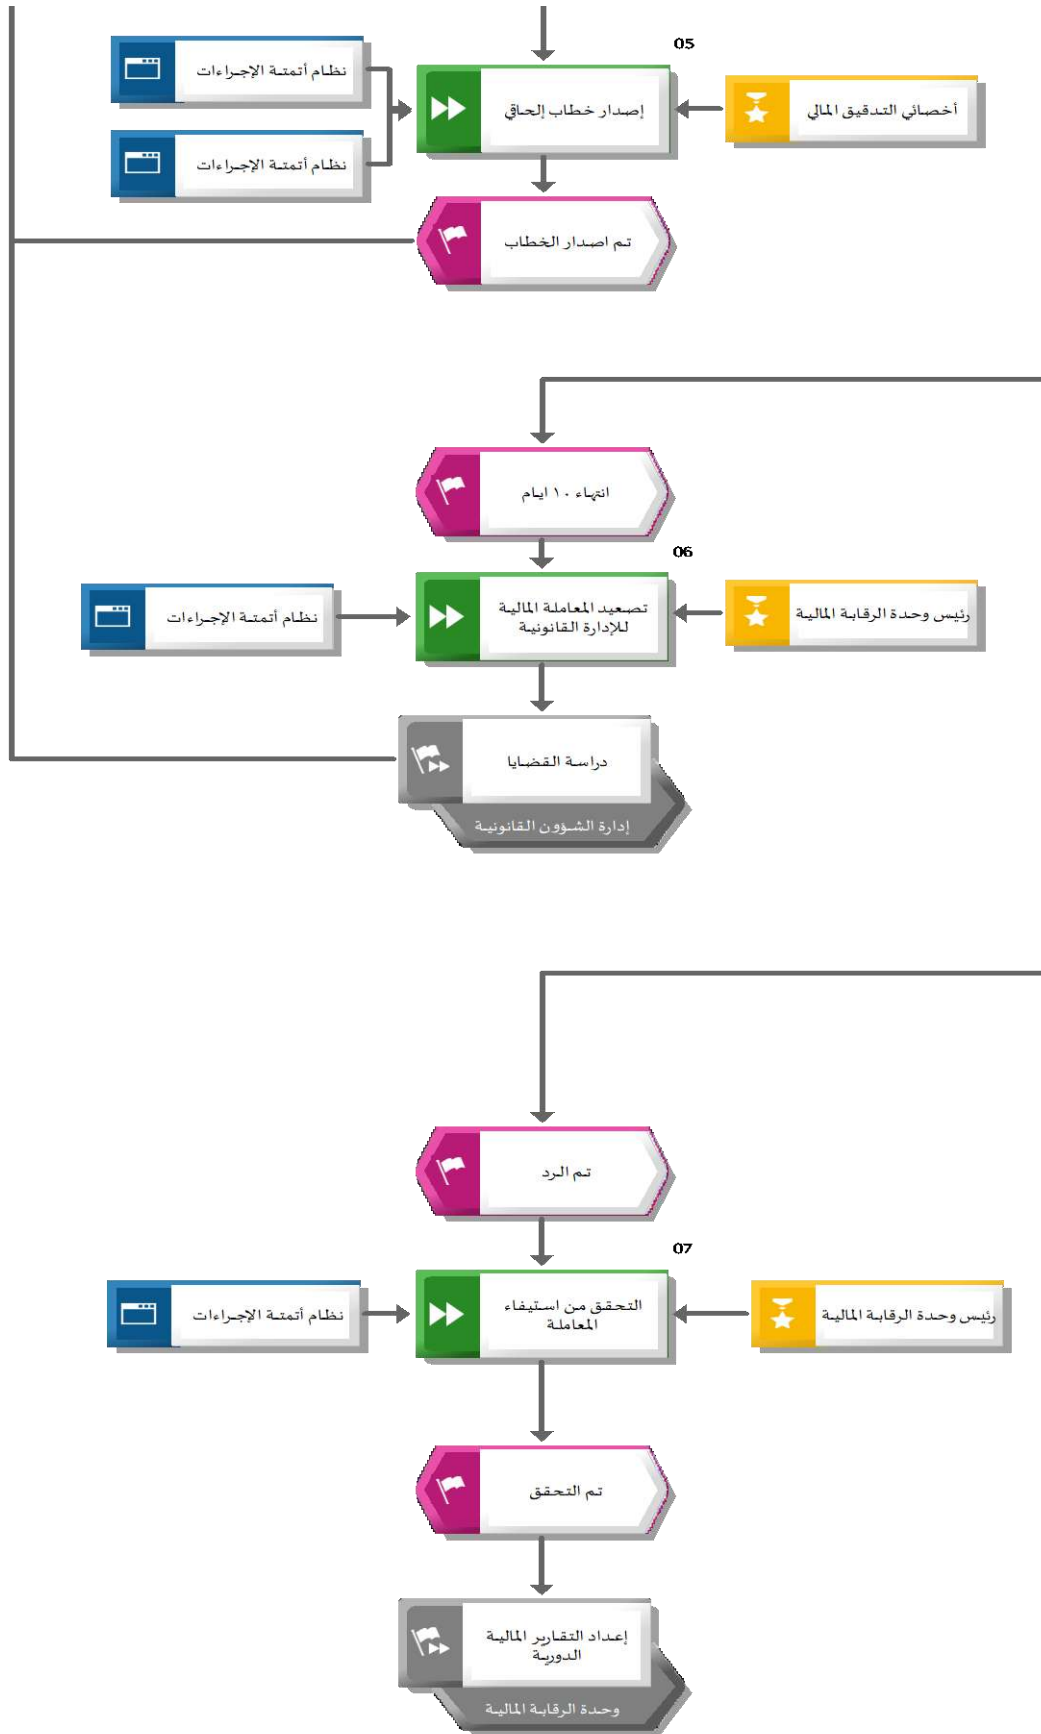 05
أخصائي التدقيق المالي
إصدار خطاب إلحاقي
نظام أتمتة الإجراءات
نظام أتمتة الإجراءات
تم اصدار الخطاب
انتهاء ١٠ ايام
06
رئيس وحدة الرقابة المالية
تصعيد المعاملة المالية
للإدارة القانونية
نظام أتمتة الإجراءات
دراسة القضايا
إدارة الشؤون القانونية
تم الرد
07
رئيس وحدة الرقابة المالية
التحقق من استيفاء
المعاملة
نظام أتمتة الإجراءات
تم التحقق
إعداد التقارير المالية
الدورية
وحدة الرقابة المالية